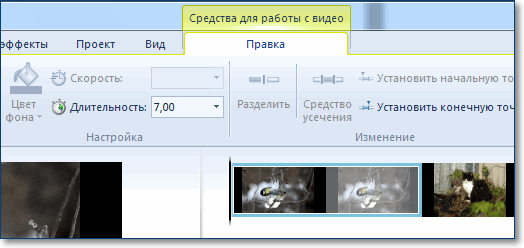 Средства для работы с видео
эффекты Проект Вид Правка
Скорость:
Цвет фона
Длительность: 7,00
Разделить
Средство усечения
Установить начальную то
Установить конечную точ
Настройка
Изменение